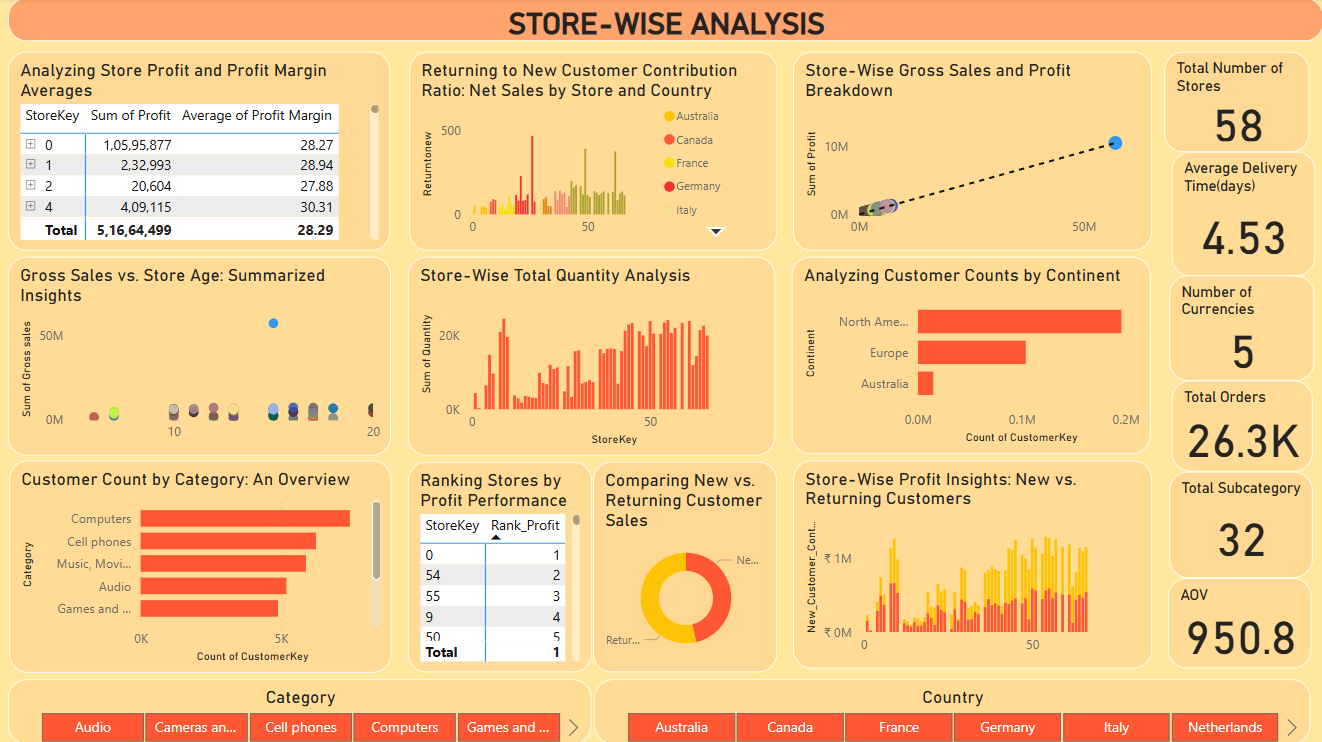 STORE-WISE ANALYSIS
Analyzing Store Profit and Profit Margin
Averages
StoreKey Sum of Profit Average of Profit Margin
0 1,05,95,877 28.27
1 2,32,993 28.94
2 20,604 27.88
4 4,09,115 30.31
Total 5,16,64,499 28.29
Returning to New Customer Contribution
Ratio: Net Sales by Store and Country
Returntonew
500
0
0 50
Australia
Canada
France
Germany
Italy
Store-Wise Gross Sales and Profit
Breakdown
Sum of Profit
10M
0M
0M 50M
Total Number of
Stores
58
Average Delivery
Time(days)
4.53
Gross Sales vs. Store Age: Summarized
Insights
Sum of Gross sales
50M
0M
10 20
Store-Wise Total Quantity Analysis
Sum of Quantity
20K
0K
0 50
StoreKey
Analyzing Customer Counts by Continent
Continent
North Ame...
Europe
Australia
0.0M 0.1M 0.2M
Count of CustomerKey
Number of
Currencies
5
Total Orders
26.3K
Customer Count by Category: An Overview
Category
Computers
Cell phones
Music, Movi...
Audio
Games and ...
0K 5K
Count of CustomerKey
Ranking Stores by
Profit Performance
StoreKey Rank_Profit
0 1
54 2
55 3
9 4
50 5
Total 1
Comparing New vs.
Returning Customer
Sales
Ne...
Retur...
Store-Wise Profit Insights: New vs.
Returning Customers
New_Customer_Cont...
₹ 1M
₹ 0M
0 50
Total Subcategory
32
AOV
950.8
Category
Audio Cameras an... Cell phones Computers Games and ...
Country
Australia Canada France Germany Italy Netherlands